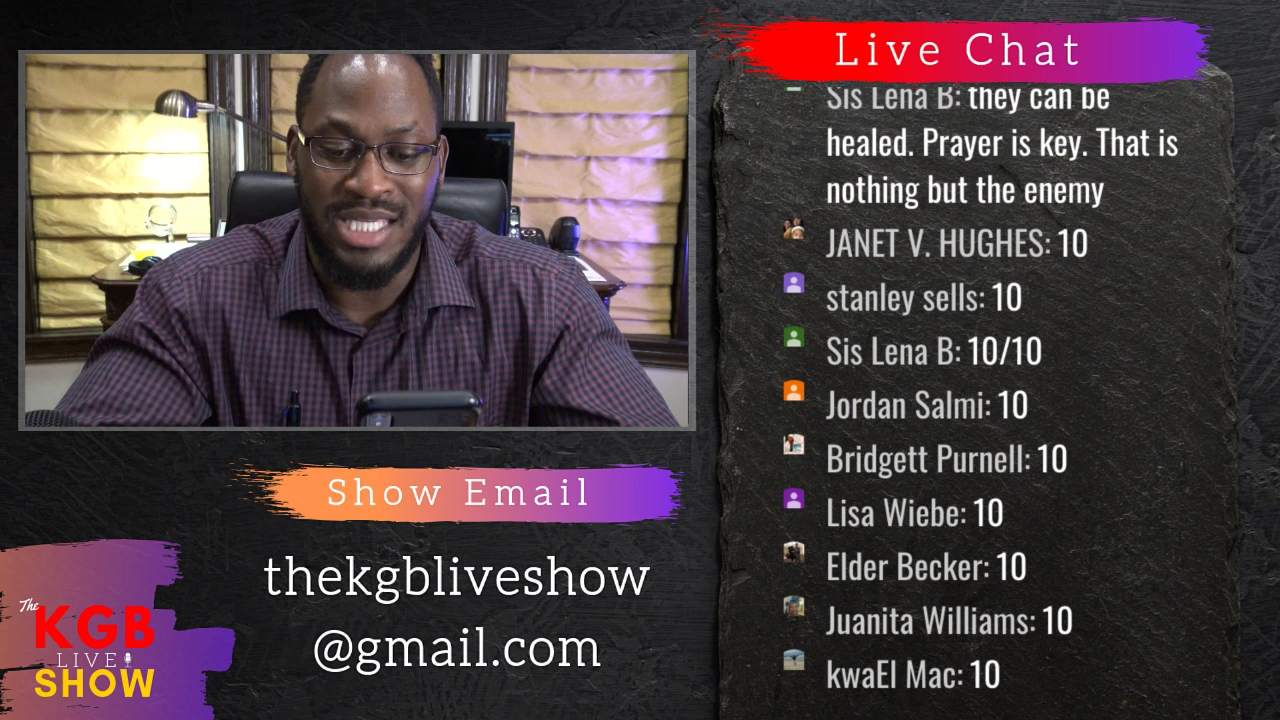 Live Chat
Sis Lena B: they can be
healed. Prayer is key. That is
nothing but the enemy
JANET V. HUGHES: 10
stanley sells: 10
Sis Lena B: 10/10
Jordan Salmi: 10
Bridgett Purnell: 10
Lisa Wiebe: 10
Elder Becker: 10
Juanita Williams: 10
kwaEl Mac: 10
Show Email
thekgbliveshow
@gmail.com
The
KGB
LIVE
SHOW